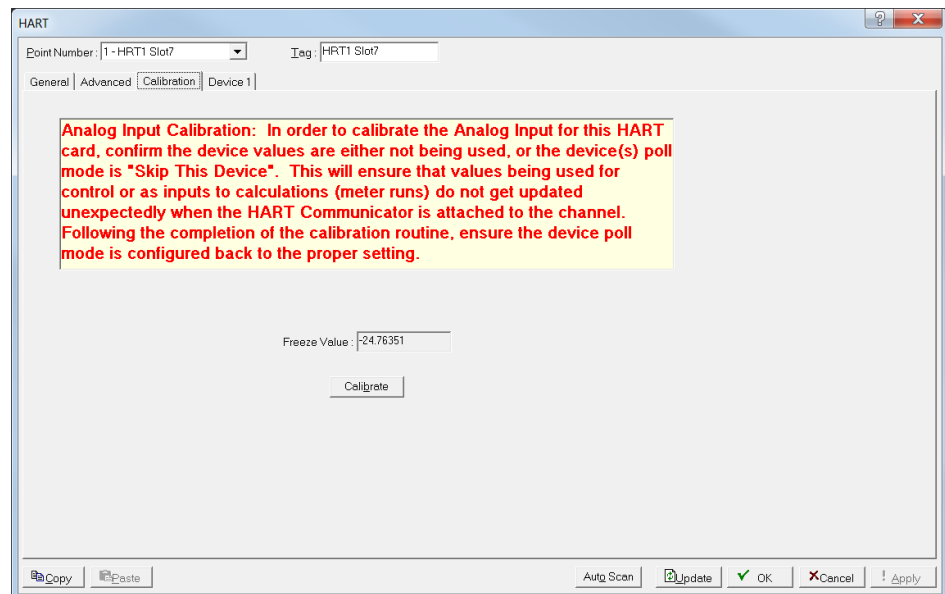 HART
Point Number : 1 - HRT1 Slot7 Tag : HRT1 Slot7
General Advanced Calibration Device 1
Analog Input Calibration: In order to calibrate the Analog Input for this HART
card, confirm the device values are either not being used, or the device(s) poll
mode is "Skip This Device". This will ensure that values being used for
control or as inputs to calculations (meter runs) do not get updated
unexpectedly when the HART Communicator is attached to the channel.
Following the completion of the calibration routine, ensure the device poll
mode is configured back to the proper setting.
Freeze Value : -24.76351
Calibrate
Copy Paste Auto Scan Update OK Cancel ! Apply